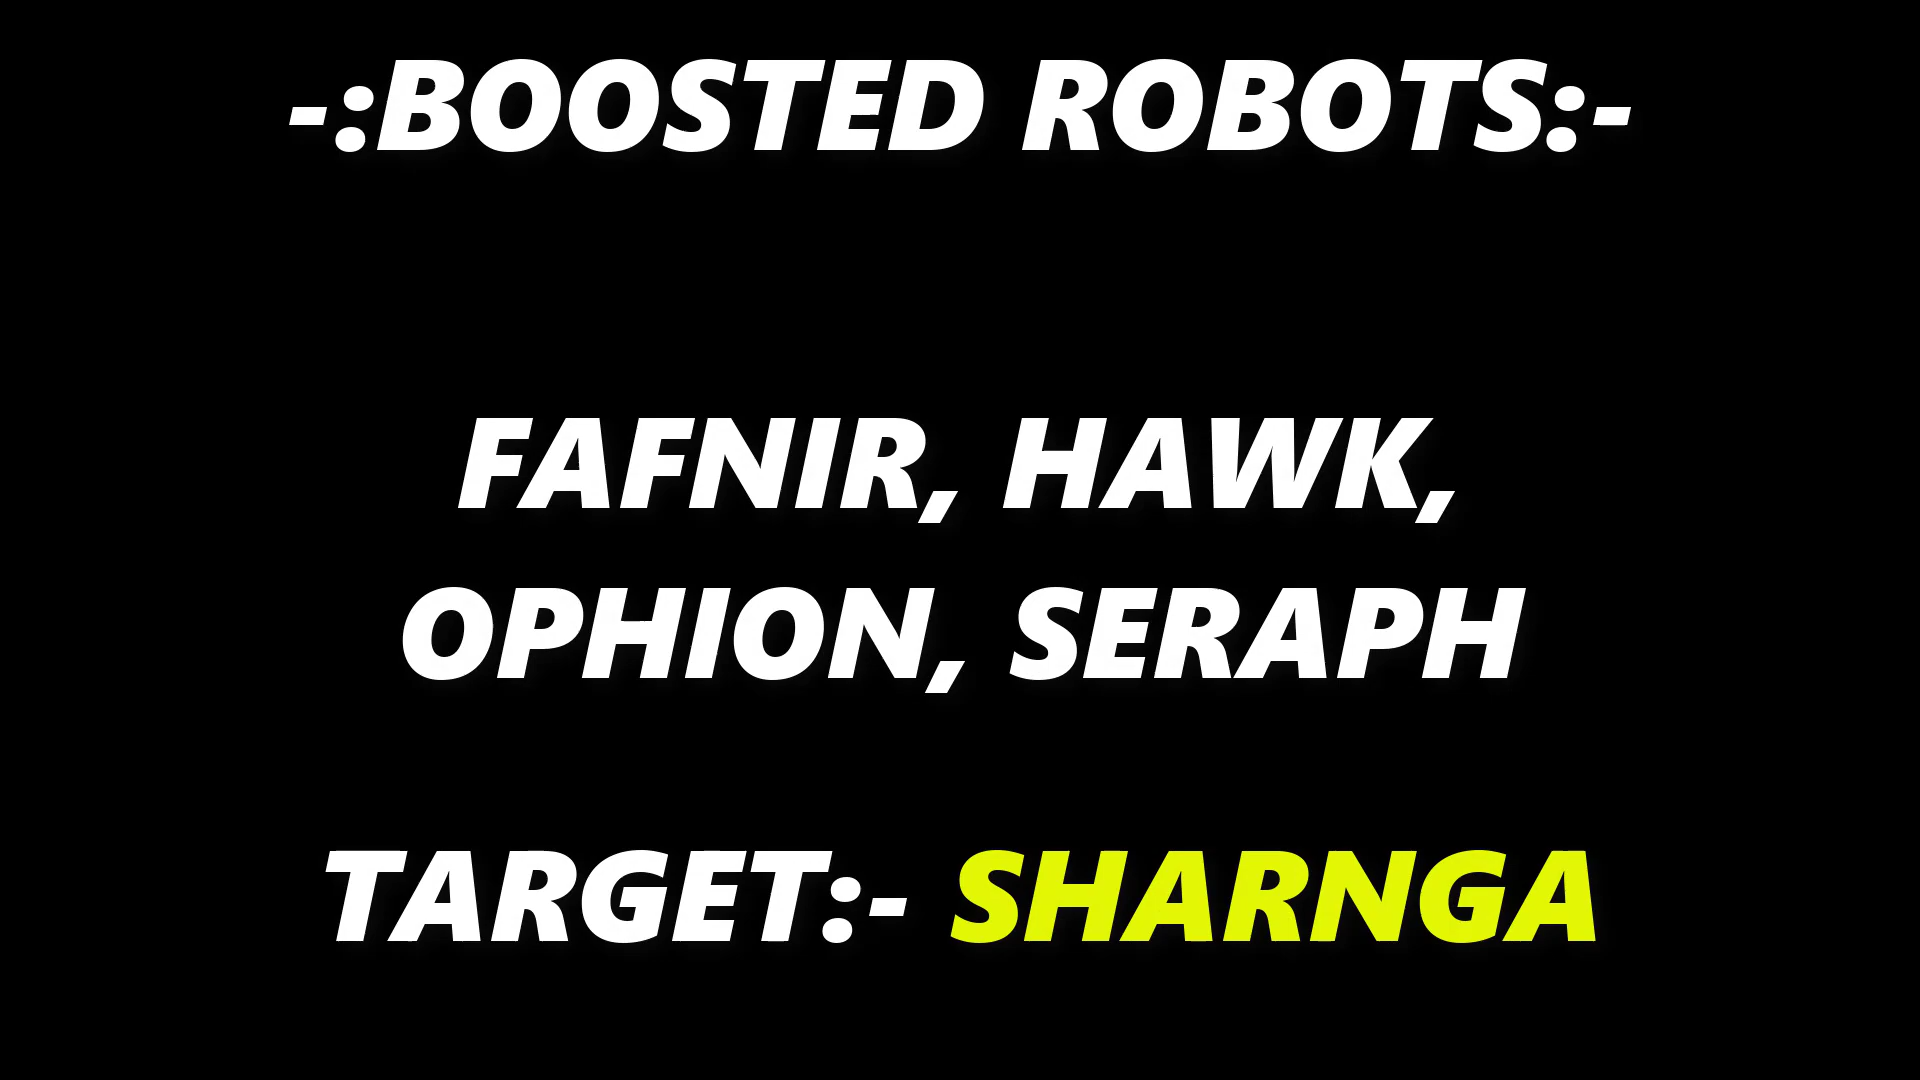 -:BOOSTED ROBOTS:-
FAFNIR, HAWK,
OPHION, SERAPH
TARGET:- SHARNGA